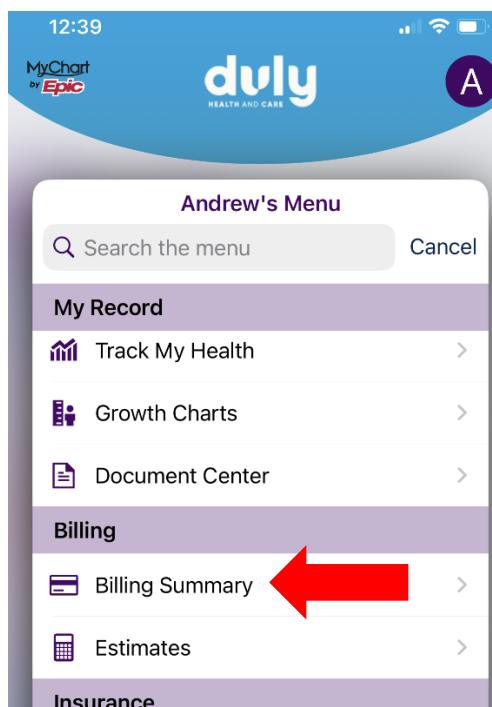 12:39
MyChart
by Epic
duly
HEALTH AND CARE
A
Andrew's Menu
Search the menu
Cancel
My Record
Track My Health
Growth Charts
Document Center
Billing
Billing Summary
Estimates
Insurance